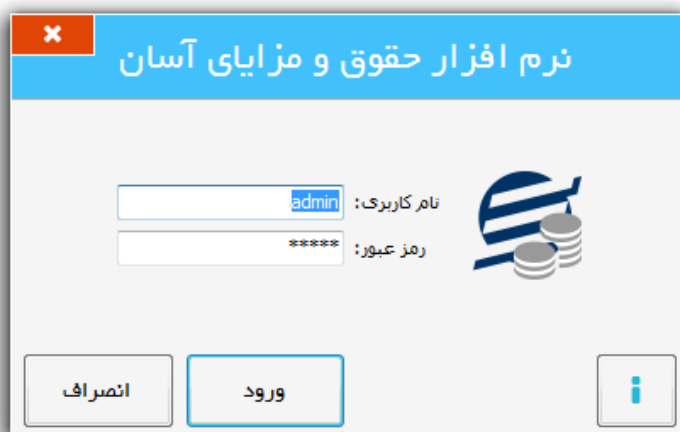 نرم افزار حقوق و مزایای آسان
نام کاربری: admin
رمز عبور: *****
ورود
انصراف